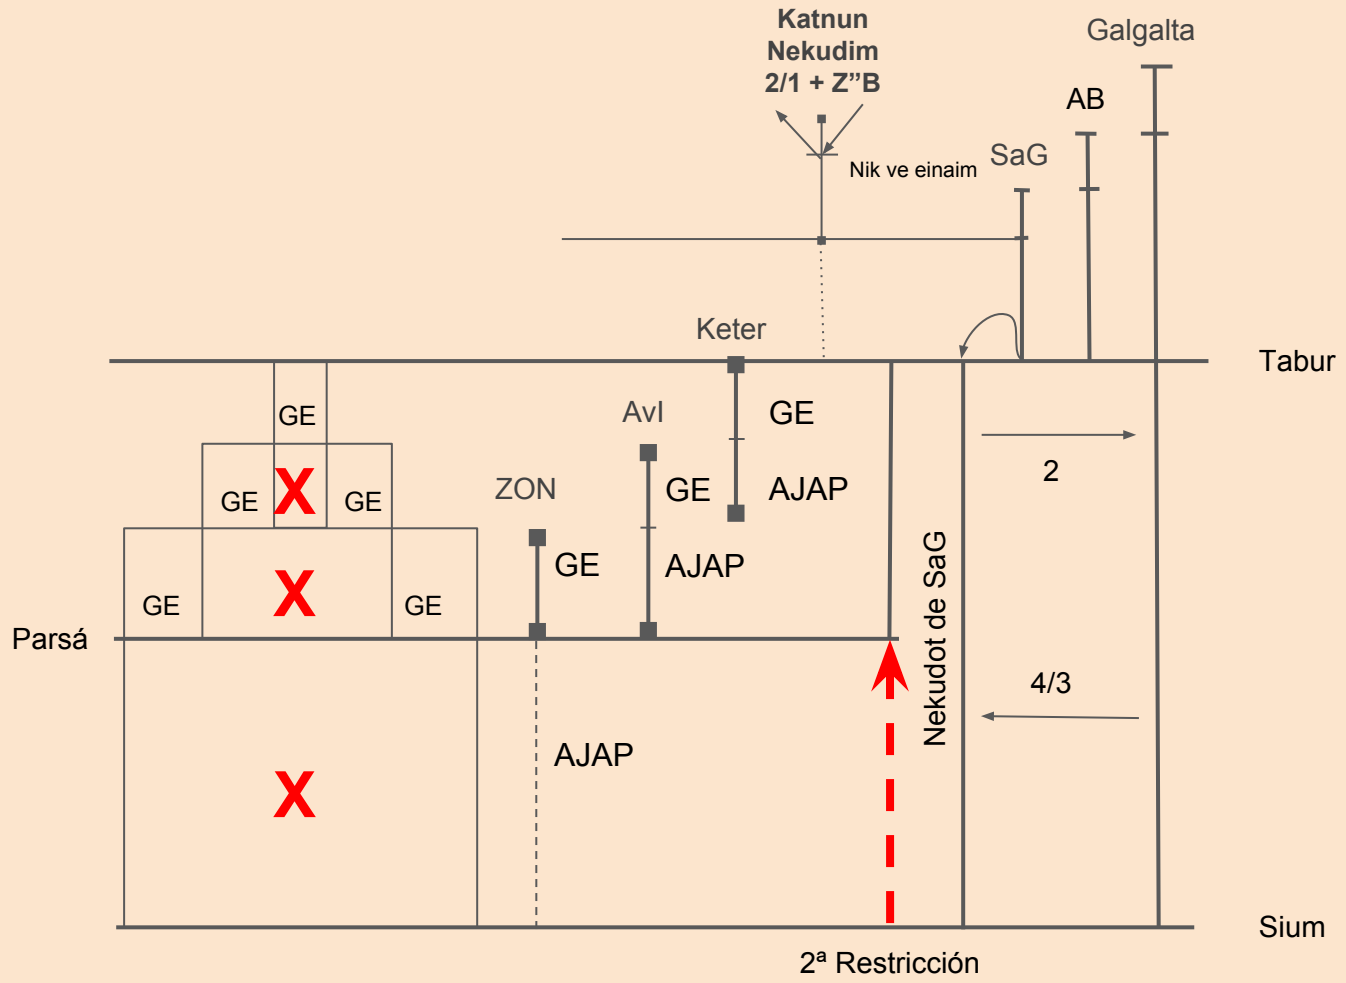 Katnun
Nekudim
2/1 + Z”B
Galgalta
AB
Nik ve einaim
SaG
Keter
Tabur
GE
AvI
GE
2
GE
X
GE
ZON
GE
AJAP
GE
X
GE
GE
AJAP
Nekudot de SaG
Parsá
4/3
AJAP
X
Sium
2ª Restricción